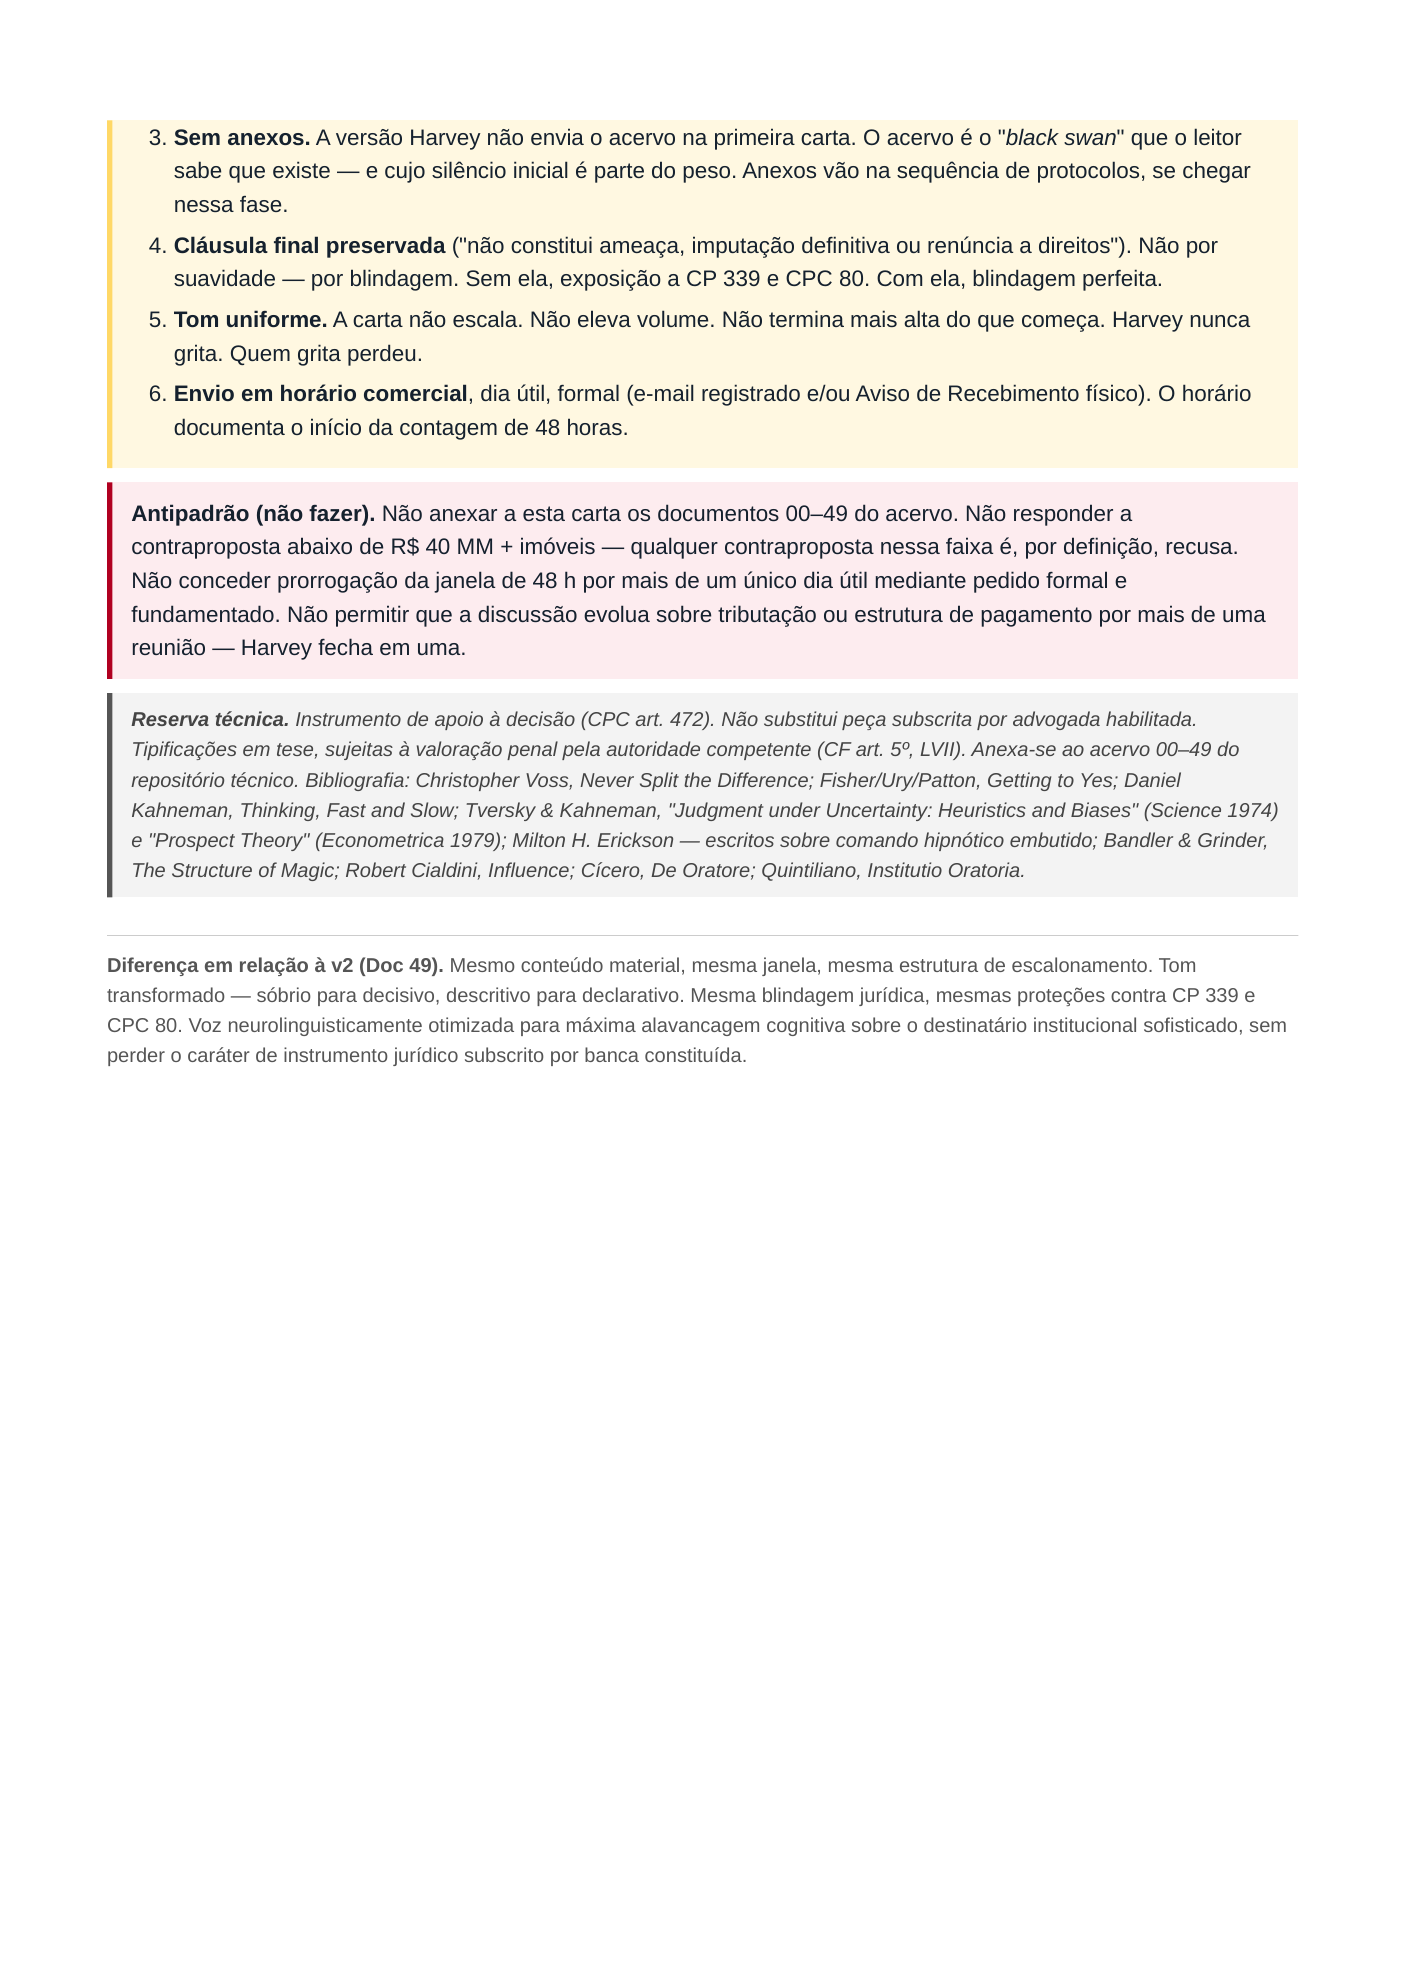 3. Sem anexos. A versão Harvey não envia o acervo na primeira carta. O acervo é o "black swan" que o leitor
sabe que existe — e cujo silêncio inicial é parte do peso. Anexos vão na sequência de protocolos, se chegar
nessa fase.
4. Cláusula final preservada ("não constitui ameaça, imputação definitiva ou renúncia a direitos"). Não por
suavidade — por blindagem. Sem ela, exposição a CP 339 e CPC 80. Com ela, blindagem perfeita.
5. Tom uniforme. A carta não escala. Não eleva volume. Não termina mais alta do que começa. Harvey nunca
grita. Quem grita perdeu.
6. Envio em horário comercial, dia útil, formal (e-mail registrado e/ou Aviso de Recebimento físico). O horário
documenta o início da contagem de 48 horas.
Antipadrão (não fazer). Não anexar a esta carta os documentos 00–49 do acervo. Não responder a
contraproposta abaixo de R$ 40 MM + imóveis — qualquer contraproposta nessa faixa é, por definição, recusa.
Não conceder prorrogação da janela de 48 h por mais de um único dia útil mediante pedido formal e
fundamentado. Não permitir que a discussão evolua sobre tributação ou estrutura de pagamento por mais de uma
reunião — Harvey fecha em uma.
Reserva técnica. Instrumento de apoio à decisão (CPC art. 472). Não substitui peça subscrita por advogada habilitada.
Tipificações em tese, sujeitas à valoração penal pela autoridade competente (CF art. 5º, LVII). Anexa-se ao acervo 00–49 do
repositório técnico. Bibliografia: Christopher Voss, Never Split the Difference; Fisher/Ury/Patton, Getting to Yes; Daniel
Kahneman, Thinking, Fast and Slow; Tversky & Kahneman, "Judgment under Uncertainty: Heuristics and Biases" (Science 1974)
e "Prospect Theory" (Econometrica 1979); Milton H. Erickson — escritos sobre comando hipnótico embutido; Bandler & Grinder,
The Structure of Magic; Robert Cialdini, Influence; Cícero, De Oratore; Quintiliano, Institutio Oratoria.
Diferença em relação à v2 (Doc 49). Mesmo conteúdo material, mesma janela, mesma estrutura de escalonamento. Tom
transformado — sóbrio para decisivo, descritivo para declarativo. Mesma blindagem jurídica, mesmas proteções contra CP 339 e
CPC 80. Voz neurolinguisticamente otimizada para máxima alavancagem cognitiva sobre o destinatário institucional sofisticado, sem
perder o caráter de instrumento jurídico subscrito por banca constituída.